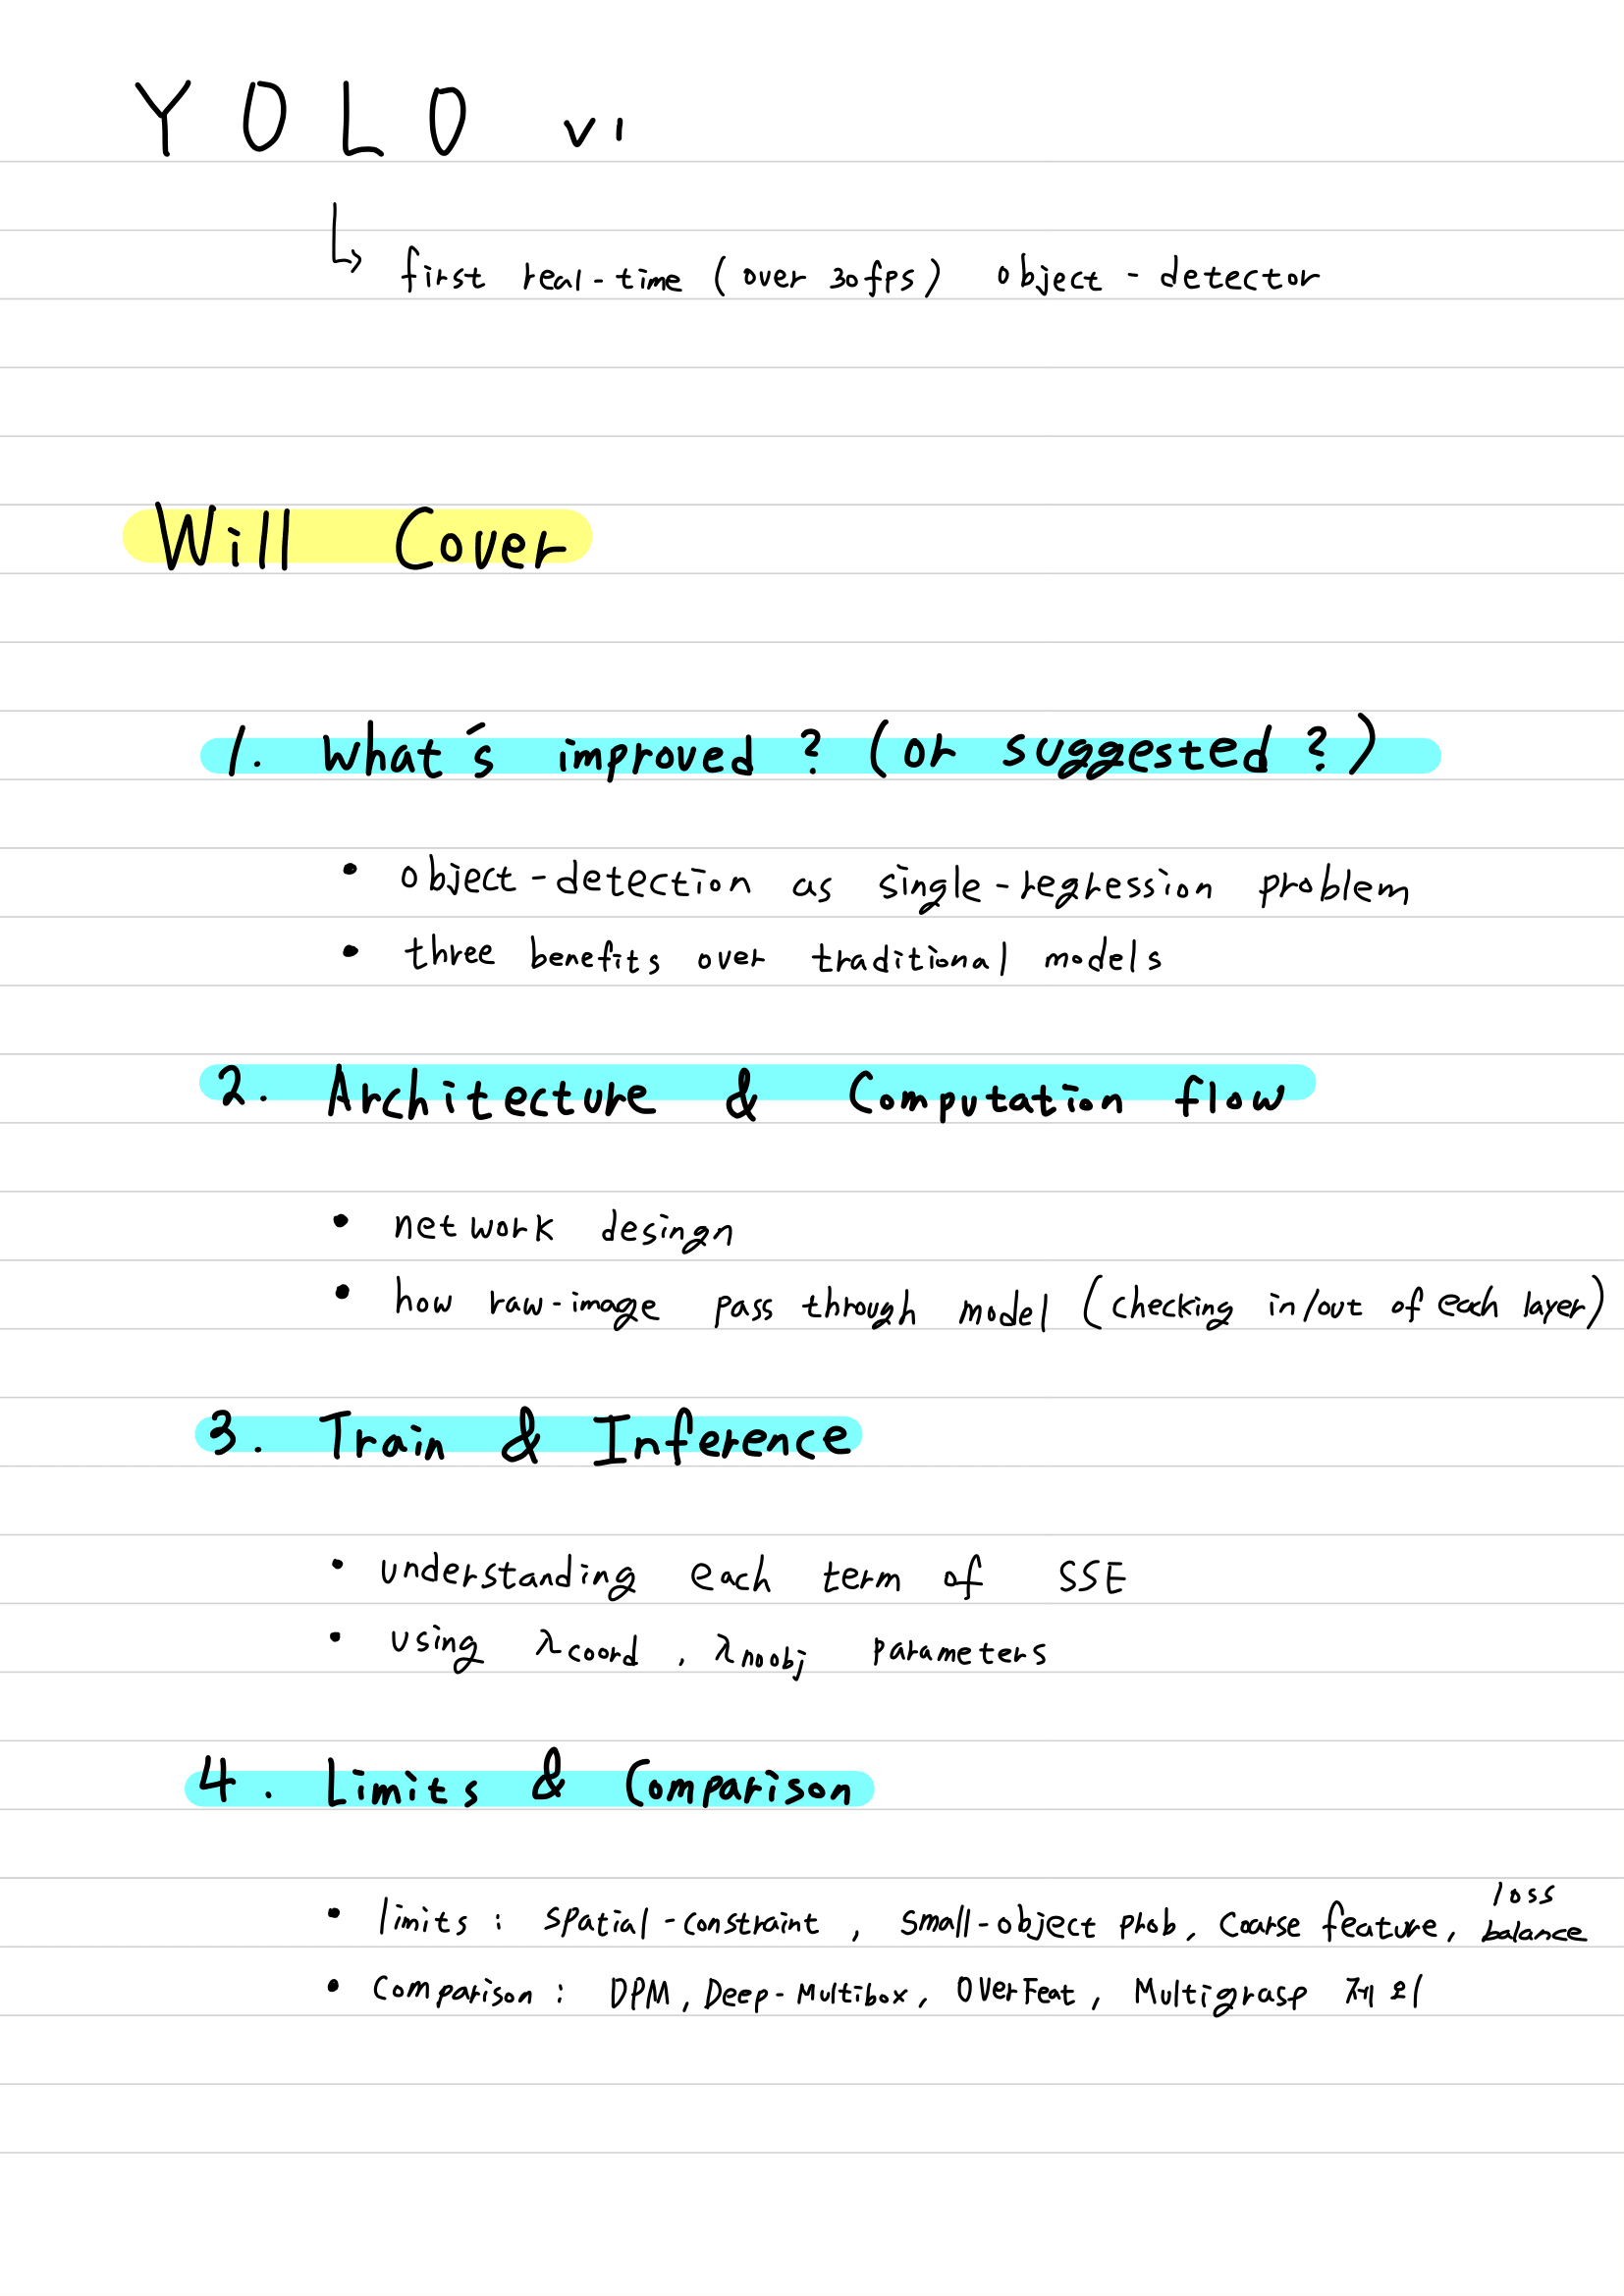 YOLO v1
↳ first real-time (over 30fps) object-detector
Will Cover
1. What's improved? (or suggested?)
• object-detection as single-regression problem
• three benefits over traditional models
2. Architecture & Computation flow
• network desingn
• how raw-image pass through model (checking in/out of each layer)
3. Train & Inference
• understanding each term of SSE
• using λcoord, λnoobj parameters
4. Limits & Comparison
• limits : spatial-constraint, small-object prob, Coarse feature, loss balance
• Comparison : DPM, Deep-Multibox, OverFeat, Multigrasp 제외